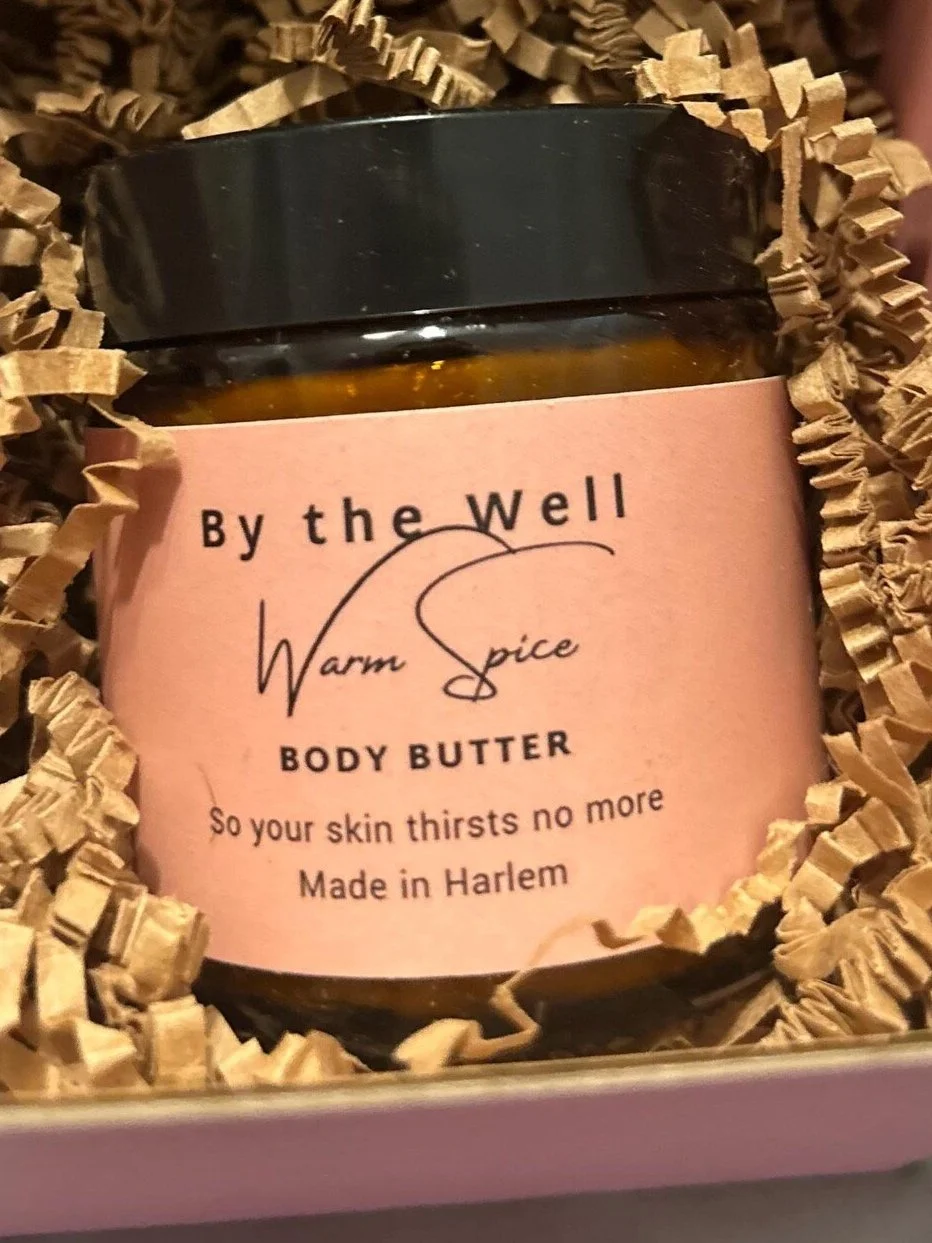 By the Well
Warm Spice
BODY BUTTER
So your skin thirsts no more
Made in Harlem